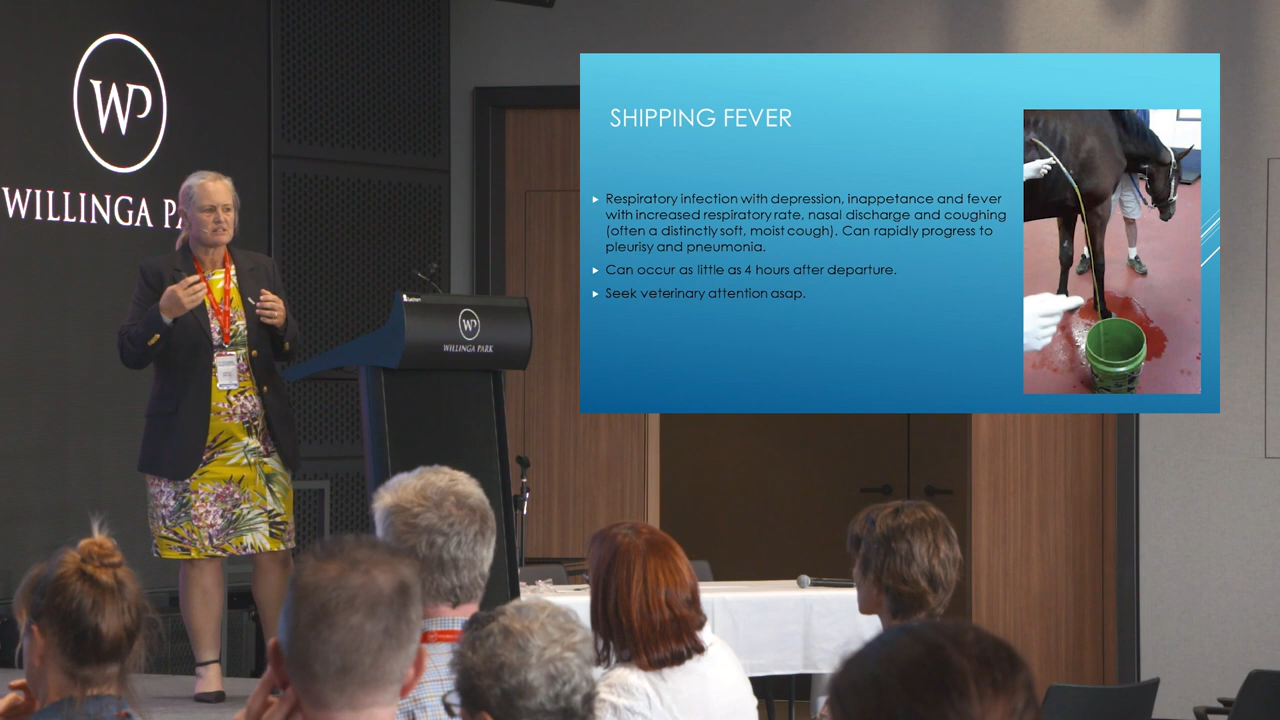 WP
WILLINGA PA
WP
WILLINGA PARK
SHIPPING FEVER
Respiratory infection with depression, inappetance and fever
with increased respiratory rate, nasal discharge and coughing
(often a distinctly soft, moist cough). Can rapidly progress to
pleurisy and pneumonia.
Can occur as little as 4 hours after departure.
Seek veterinary attention asap.